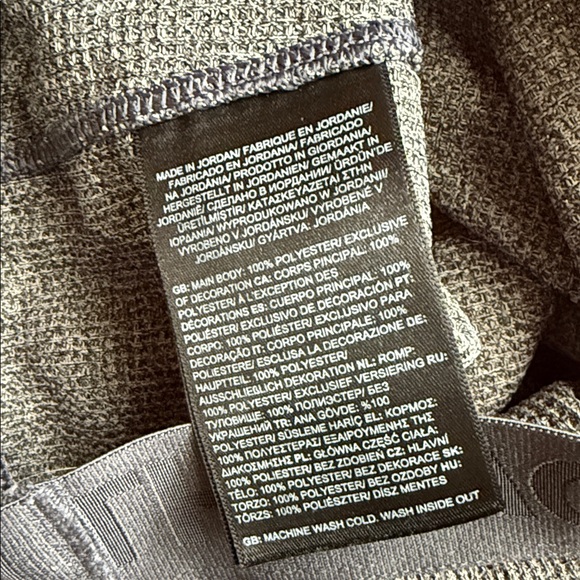 MADE IN JORDAN/ FABRIQUE EN JORDANIE/
FABRICADO EN JORDANIA/ FABRICADO
NA JORDÂNIA/ PRODOTTO IN GIORDANIA/
HERGESTELLT IN JORDANIEN/ GEMAAKT IN
JORDANIË/ СДЕЛАНО В ИОРДАНИИ/ ÜRDÜN'DE
ÜRETİLMİŞTİR/ ΚΑΤΑΣΚΕΥΑΖΕΤΑΙ ΣΤΗΝ
ΙΟΡΔΑΝΙΑ/ WYPRODUKOWANO W JORDANII/
VYROBENO V JORDÁNSKU/ VYROBENÉ V
JORDÁNSKU/ GYÁRTVA: JORDÁNIA
GB: MAIN BODY: 100% POLYESTER/ EXCLUSIVE
OF DECORATION CA: CORPS PINCIPAL: 100%
POLYESTER/ À L'EXCEPTION DES
DÉCORATIONS ES: CUERPO PRINCIPAL: 100%
POLIÉSTER/ EXCLUSIVO DE DECORACIÓN PT:
CORPO: 100% POLIÉSTER/ EXCLUSIVO PARA
DECORAÇÃO IT: CORPO PRINCIPALE: 100%
POLIESTERE/ ESCLUSA LA DECORAZIONE DE:
HAUPTTEIL: 100% POLYESTER/
AUSSCHLIEßLICH DEKORATION NL: ROMP:
100% POLYESTER/ EXCLUSIEF VERSIERING RU:
ТУЛОВИЩЕ: 100% ПОЛИЭСТЕР/ БЕЗ
УКРАШЕНИЙ TR: ANA GÖVDE: %100
POLYESTER/ SÜSLEME HARİÇ EL: ΚΟΡΜΟΣ:
100% ΠΟΛΥΕΣΤΕΡΑΣ/ ΕΞΑΙΡΟΥΜΕΝΗΣ ΤΗΣ
ΔΙΑΚΟΣΜΗΣΗΣ PL: GŁÓWNA CZEŚĆ CIAŁA:
100% POLIESTER/ BEZ ZDOBIEŃ CZ: HLAVNÍ
TĚLO: 100% POLYESTER/ BEZ DEKORACE SK:
TORZO: 100% POLYESTER/ BEZ OZDOBY HU:
TÖRZS: 100% POLIÉSZTER/ DÍSZ MENTES
GB: MACHINE WASH COLD. WASH INSIDE OUT